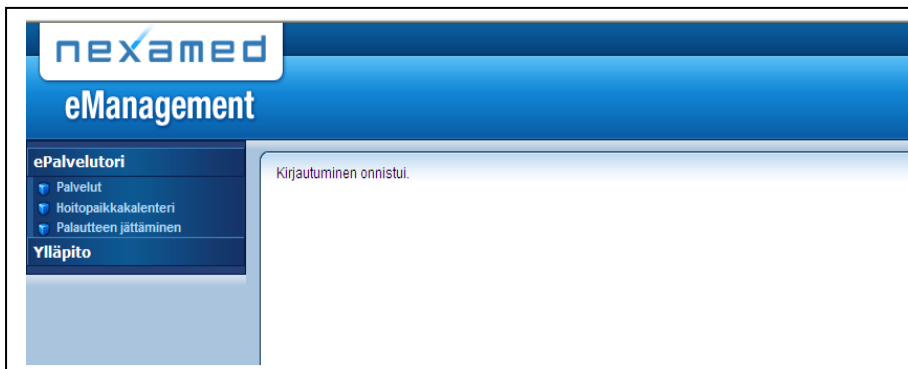 nexamed
eManagement
ePalvelutori
Palvelut
Hoitopaikkakalenteri
Palautteen jättäminen
Ylläpito
Kirjautuminen onnistui.